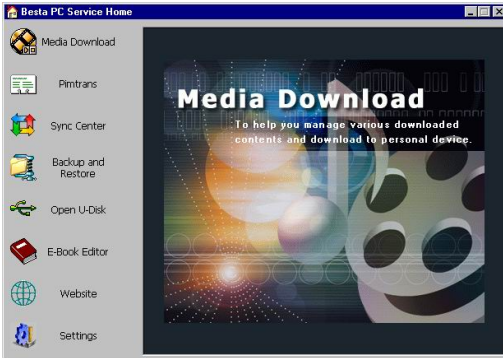 Besta PC Service Home
Media Download
Pimtrans
Sync Center
Backup and
Restore
Open U-Disk
E-Book Editor
Website
Settings
Media Download
To help you manage various downloaded
contents and download to personal device.